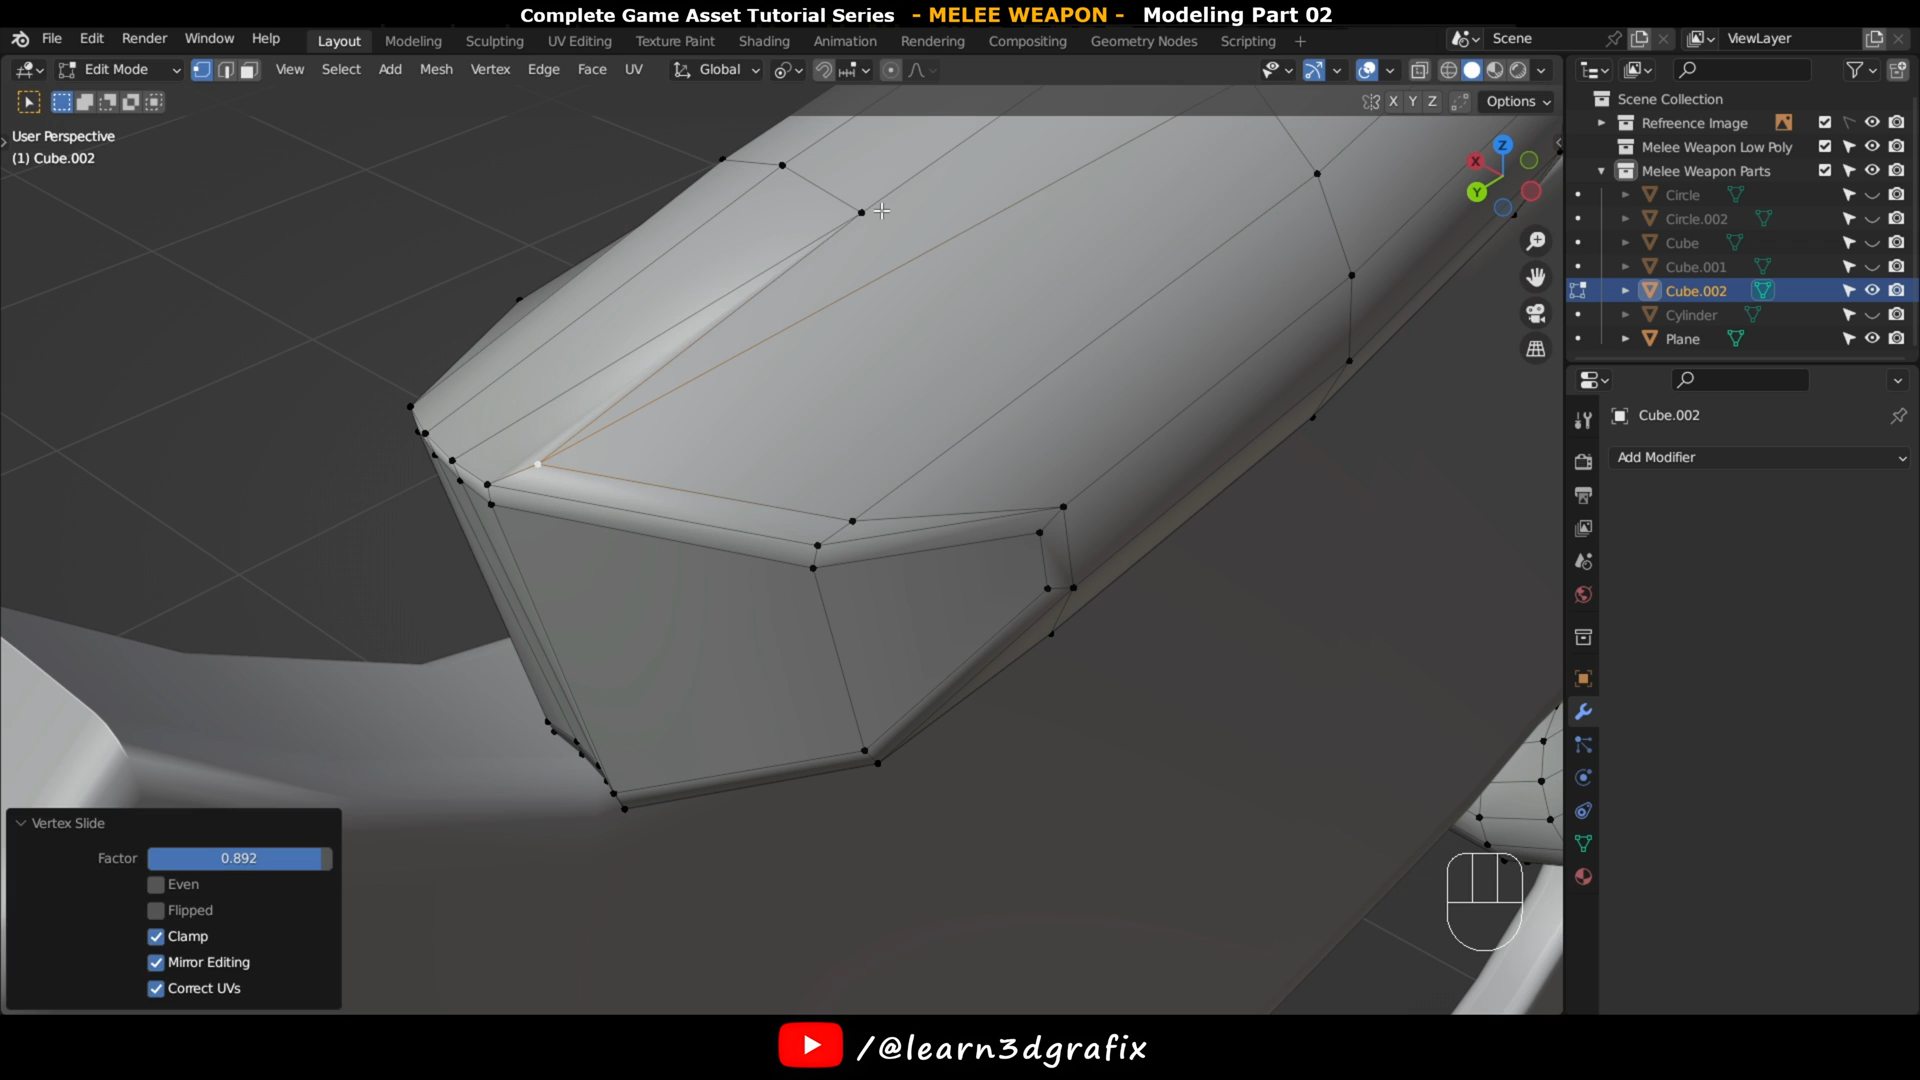 Complete Game Asset Tutorial Series - MELEE WEAPON - Modeling Part 02
File Edit Render Window Help Layout Modeling Sculpting UV Editing Texture Paint Shading Animation Rendering Compositing Geometry Nodes Scripting + Scene ViewLayer
Edit Mode View Select Add Mesh Vertex Edge Face UV Global
X Y Z Options
User Perspective
(1) Cube.002
Z
X
Y
Scene Collection
Refreence Image
Melee Weapon Low Poly
Melee Weapon Parts
Circle
Circle.002
Cube
Cube.001
Cube.002
Cylinder
Plane
Cube.002
Add Modifier
Vertex Slide
Factor 0.892
Even
Flipped
Clamp
Mirror Editing
Correct UVs
/@learn3dgrafix